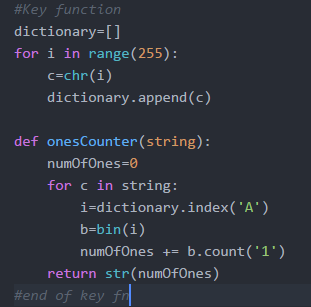 #Key function
dictionary=[]
for i in range(255):
    c=chr(i)
    dictionary.append(c)

def onesCounter(string):
    numOfOnes=0
    for c in string:
        i=dictionary.index('A')
        b=bin(i)
        numOfOnes += b.count('1')
    return str(numOfOnes)
#end of key fn